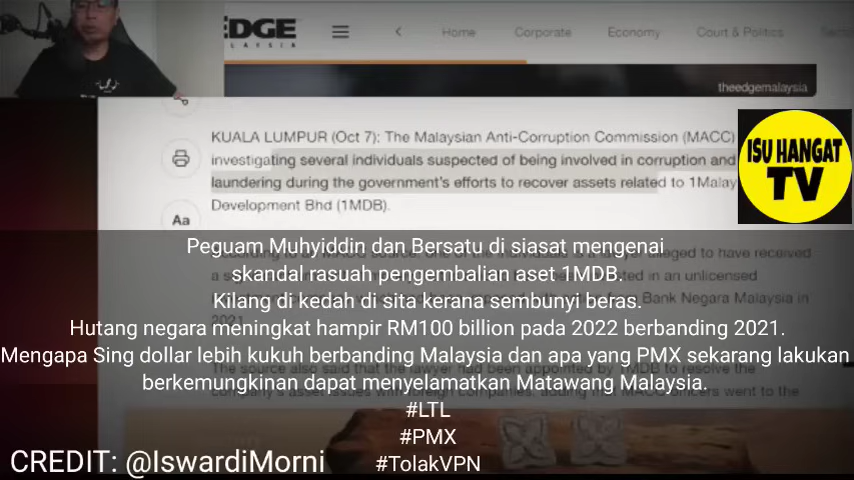 EDGE
MALAYSIA
Home
Corporate
Economy
Court & Politics
theedgemalaysia
KUALA LUMPUR (Oct 7): The Malaysian Anti-Corruption Commission (MACC)
investigating several individuals suspected of being involved in corruption and
laundering during the government's efforts to recover assets related to 1Malay
Development Bhd (1MDB).
Aa
ISU HANGAT
TV
Peguam Muhyiddin dan Bersatu di siasat mengenai
skandal rasuah pengembalian aset 1MDB.
Kilang di kedah di sita kerana sembunyi beras.
Hutang negara meningkat hampir RM100 billion pada 2022 berbanding 2021.
Mengapa Sing dollar lebih kukuh berbanding Malaysia dan apa yang PMX sekarang lakukan
berkemungkinan dapat menyelamatkan Matawang Malaysia.
#LTL
#PMX
#TolakVPN
CREDIT: @IswardiMorni